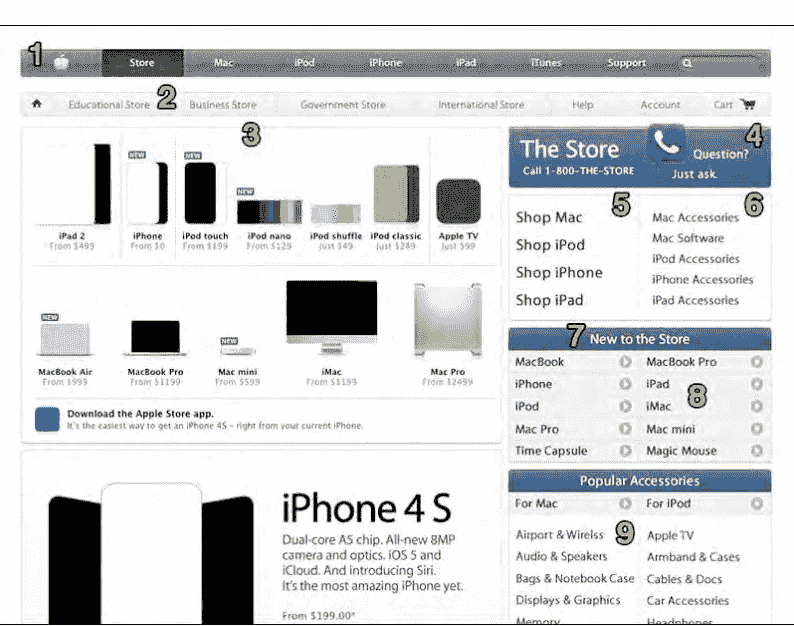 1
Store Mac iPod iPhone iPad iTunes Support
2
Educational Store Business Store Government Store International Store Help Account Cart
3
NEW NEW NEW
iPad 2 iPhone iPod touch iPod nano iPod shuffle iPod classic Apple TV
From $499 From $0 From $199 From $129 Just $49 Just $249 Just $99
NEW NEW
MacBook Air MacBook Pro Mac mini iMac Mac Pro
From $999 From $1199 From $599 From $1199 From $2499
Download the Apple Store app.
It's the easiest way to get an iPhone 4S - right from your current iPhone.
iPhone 4 S
Dual-core A5 chip. All-new 8MP
camera and optics. iOS 5 and
iCloud. And introducing Siri.
It's the most amazing iPhone yet.
From $199.00*
4
The Store Question?
Call 1-800-THE-STORE Just ask.
5 6
Shop Mac
Shop iPod
Shop iPhone
Shop iPad
Mac Accessories
Mac Software
iPod Accessories
iPhone Accessories
iPad Accessories
7
New to the Store
MacBook MacBook Pro
iPhone iPad
8
iPod iMac
Mac Pro Mac mini
Time Capsule Magic Mouse
Popular Accessories
For Mac For iPod
9
Airport & Wirelss Apple TV
Audio & Speakers Armband & Cases
Bags & Notebook Case Cables & Docs
Displays & Graphics Car Accessories
Memory Headphones